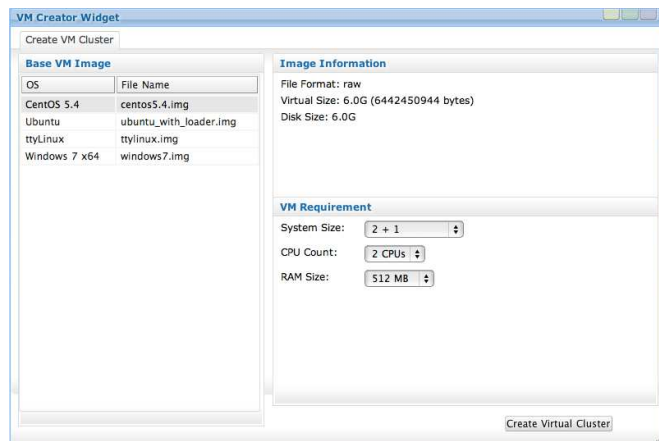 VM Creator Widget
Create VM Cluster
Base VM Image
OS File Name
CentOS 5.4 centos5.4.img
Ubuntu ubuntu_with_loader.img
ttyLinux ttylinux.img
Windows 7 x64 windows7.img
Image Information
File Format: raw
Virtual Size: 6.0G (6442450944 bytes)
Disk Size: 6.0G
VM Requirement
System Size: 2 + 1
CPU Count: 2 CPUs
RAM Size: 512 MB
Create Virtual Cluster